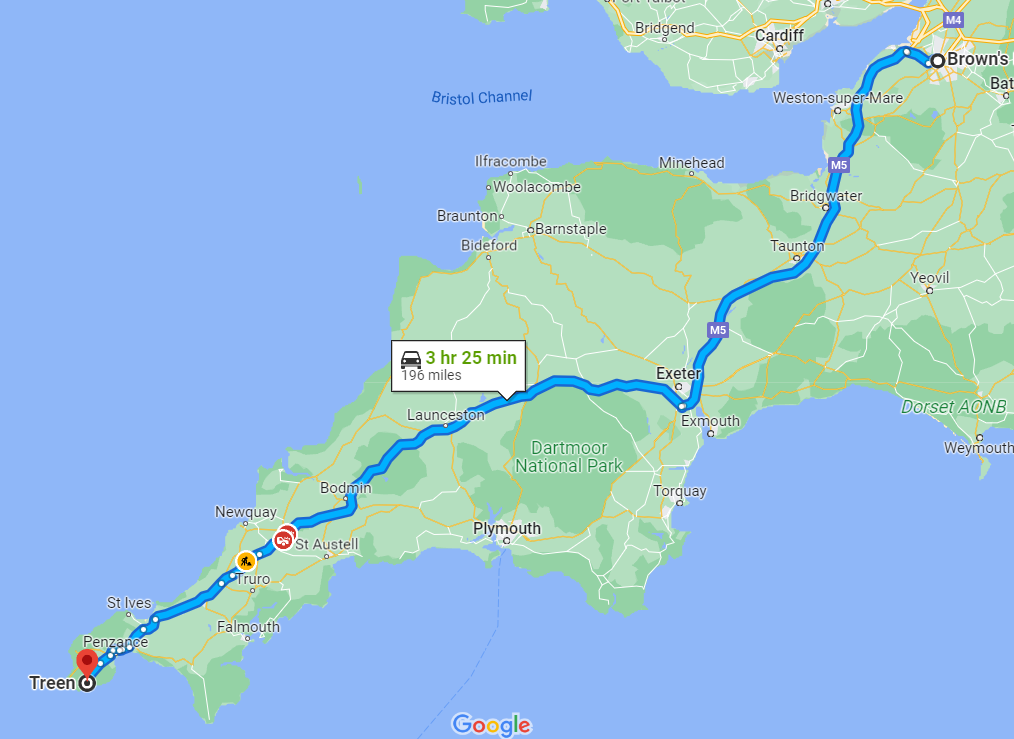 Port Talbot
Bridgend
Cardiff
M4
Brown's
Bat
Bristol Channel
Weston-super-Mare
Ilfracombe
Minehead
M5
Woolacombe
Bridgwater
Braunton
Barnstaple
Bideford
Taunton
Yeovil
M5
3 hr 25 min
196 miles
Exeter
Launceston
Exmouth
Dorset AONB
Weymouth
Dartmoor
National Park
Bodmin
Torquay
Newquay
Plymouth
St Austell
Truro
St Ives
Falmouth
Penzance
Treen
Google